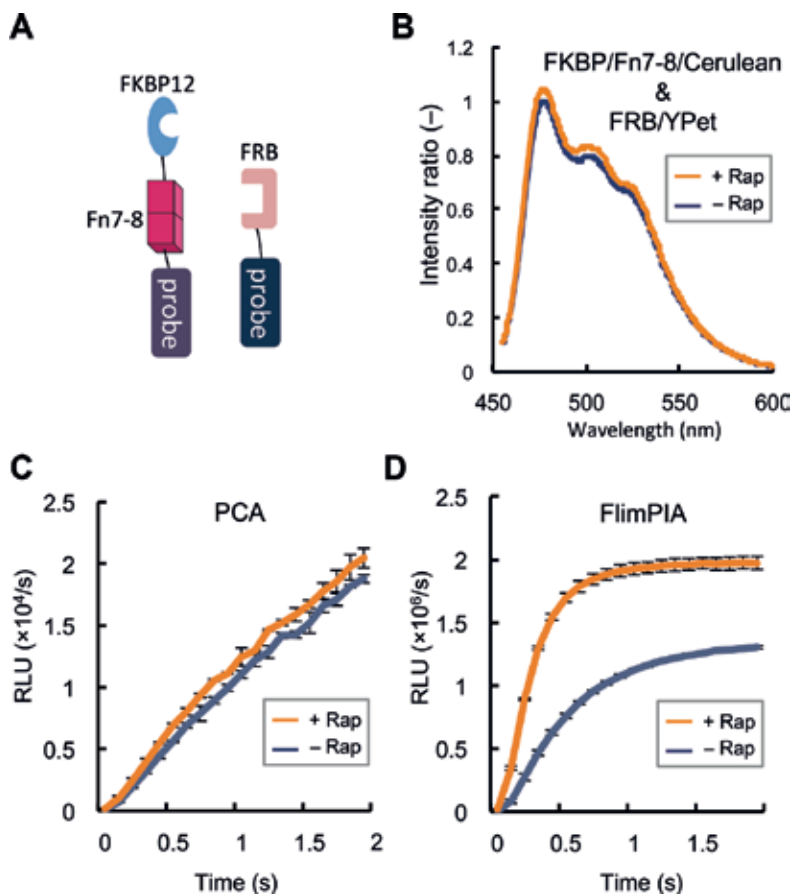 A
FKBP12
FRB
Fn7-8
probe
probe
B
FKBP/Fn7-8/Cerulean
&
FRB/YPet
+ Rap
− Rap
Intensity ratio (−)
1.2
1
0.8
0.6
0.4
0.2
0
450 500 550 600
Wavelength (nm)
C
PCA
RLU (×10⁴/s)
2.5
2
1.5
1
0.5
0
+ Rap
− Rap
0 0.5 1 1.5 2
Time (s)
D
FlimPIA
RLU (×10⁶/s)
2.5
2
1.5
1
0.5
0
+ Rap
− Rap
0 0.5 1 1.5 2
Time (s)